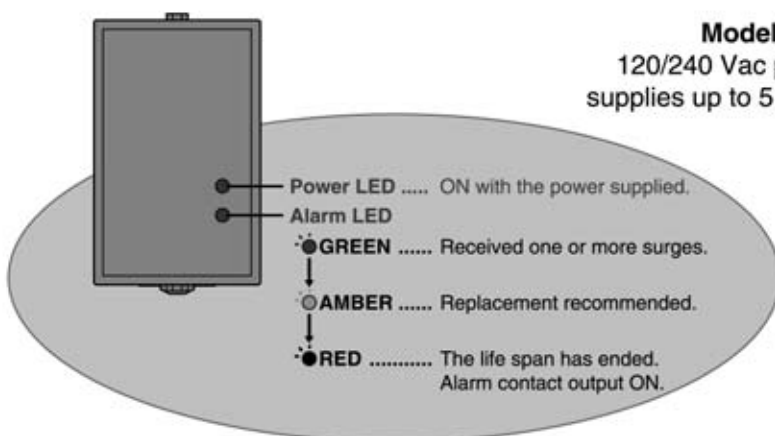 Model
120/240 Vac
supplies up to 5
Power LED ..... ON with the power supplied.
Alarm LED
GREEN ...... Received one or more surges.
AMBER ...... Replacement recommended.
RED ........... The life span has ended.
Alarm contact output ON.